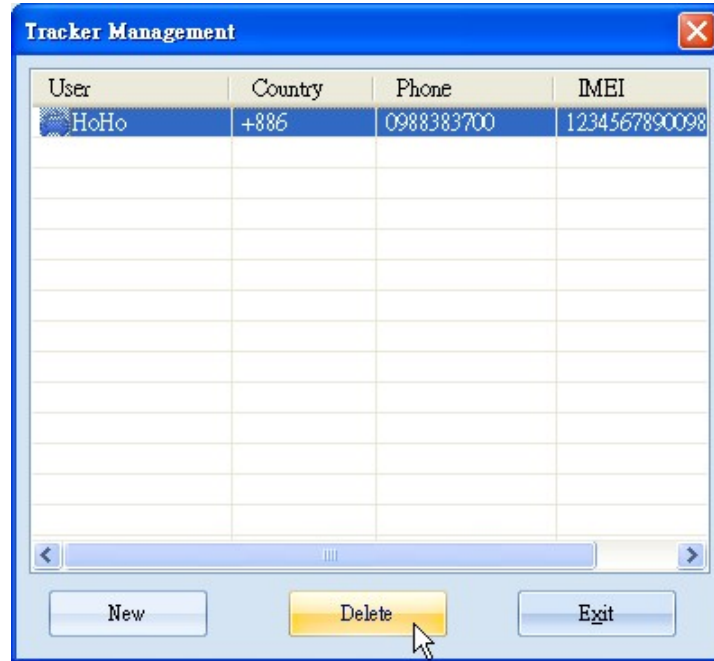 Tracker Management
User Country Phone IMEI
HoHo +886 0988383700 1234567890098
New Delete Exit